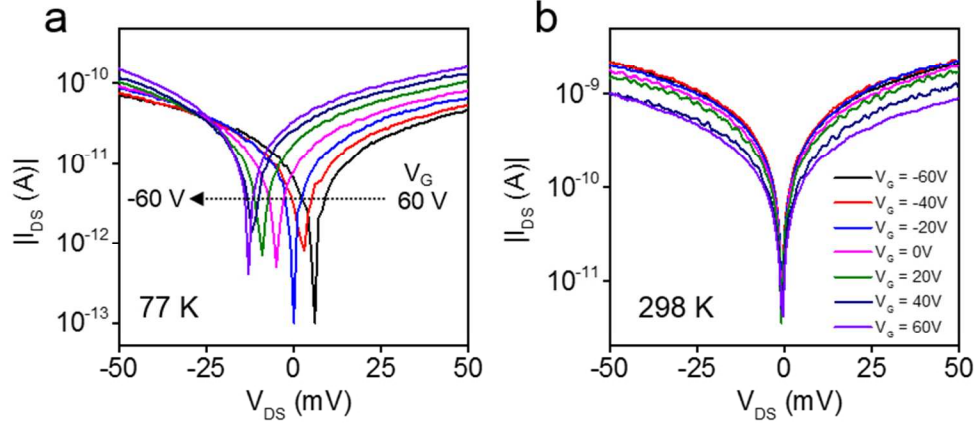 a
|I_DS (A)|
10^-10
10^-11
10^-12
10^-13
-60 V
V_G
60 V
77 K
-50 -25 0 25 50
V_DS (mV)
b
|I_DS (A)|
10^-9
10^-10
10^-11
V_G = -60V
V_G = -40V
V_G = -20V
V_G = 0V
V_G = 20V
V_G = 40V
V_G = 60V
298 K
-50 -25 0 25 50
V_DS (mV)